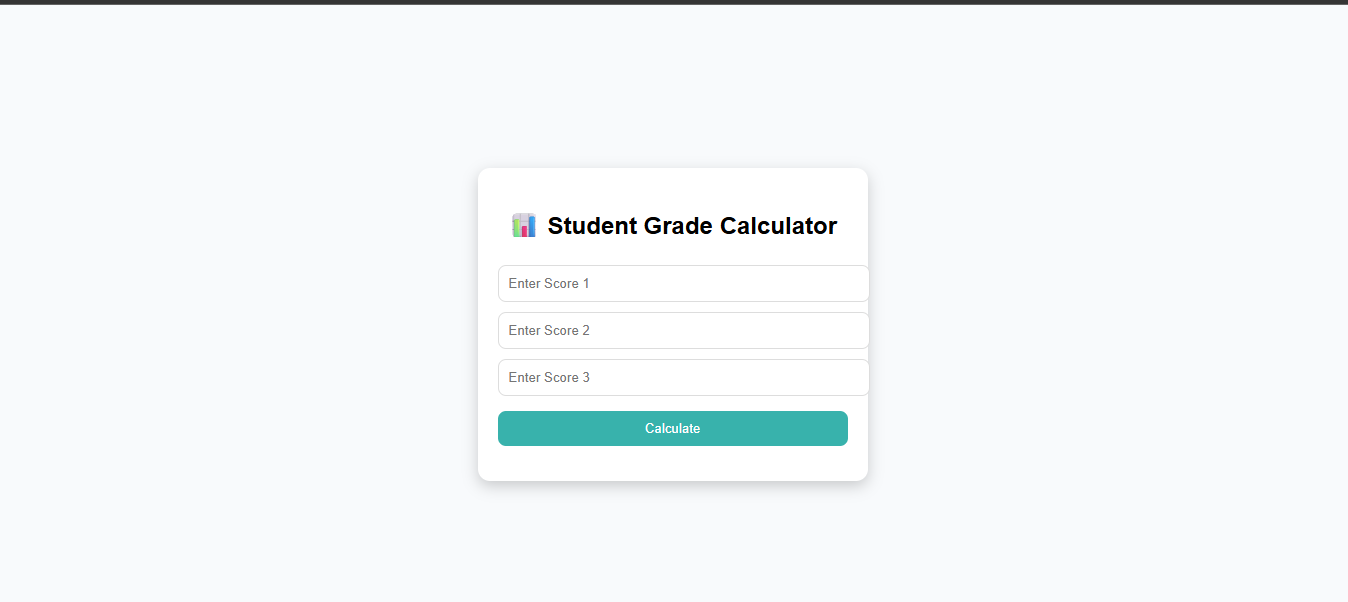 Student Grade Calculator
Enter Score 1
Enter Score 2
Enter Score 3
Calculate